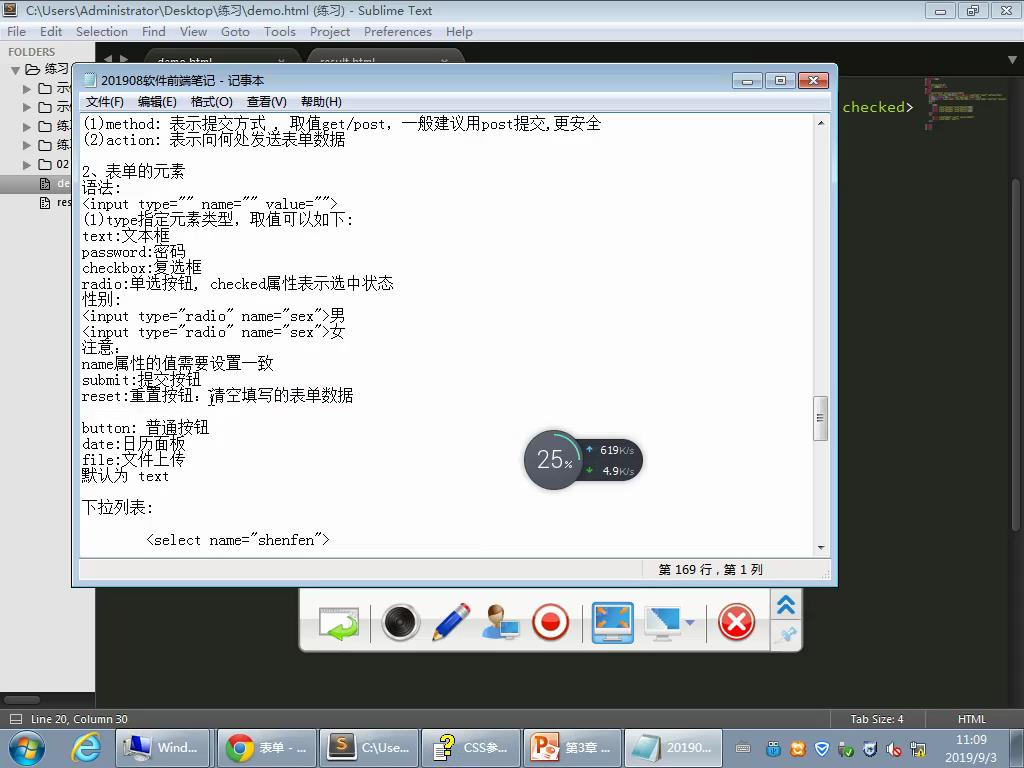 C:\Users\Administrator\Desktop\练习\demo.html (练习) - Sublime Text
File Edit Selection Find View Goto Tools Project Preferences Help
FOLDERS
练习
02
de
res
checked>
201908软件前端笔记 - 记事本
文件(F) 编辑(E) 格式(O) 查看(V) 帮助(H)
(1)method: 表示提交方式 , 取值get/post，一般建议用post提交,更安全
(2)action: 表示向何处发送表单数据
2、表单的元素
语法:
<input type="" name="" value="">
(1)type指定元素类型，取值可以如下:
text:文本框
password:密码
checkbox:复选框
radio:单选按钮, checked属性表示选中状态
性别:
<input type="radio" name="sex">男
<input type="radio" name="sex">女
注意:
name属性的值需要设置一致
submit:提交按钮
reset:重置按钮: 清空填写的表单数据
button: 普通按钮
date:日历面板
file:文件上传
默认为 text
下拉列表:
<select name="shenfen">
25%
619K/s
4.9K/s
第 169 行，第 1 列
Line 20, Column 30
Tab Size: 4
HTML
Wind...
表单 - ...
C:\Use...
CSS参...
第3章 ...
20190...
11:09
2019/9/3